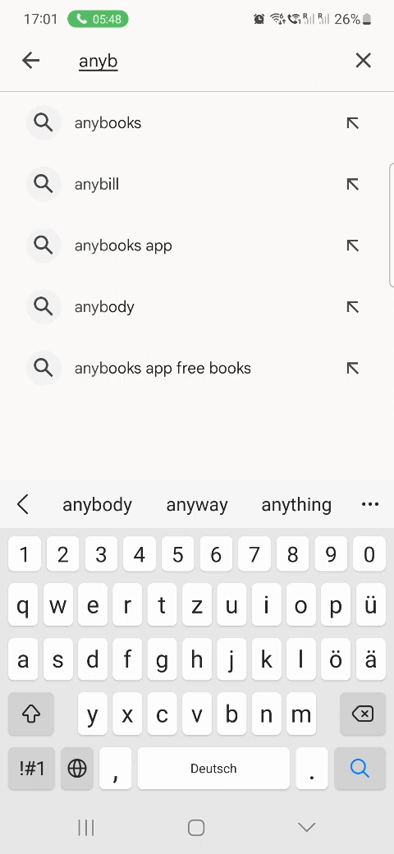 17:01 05:48 26%
anyb
anybooks
anybill
anybooks app
anybody
anybooks app free books
anybody anyway anything ...
1 2 3 4 5 6 7 8 9 0
q w e r t z u i o p ü
a s d f g h j k l ö ä
y x c v b n m
!#1 , Deutsch .